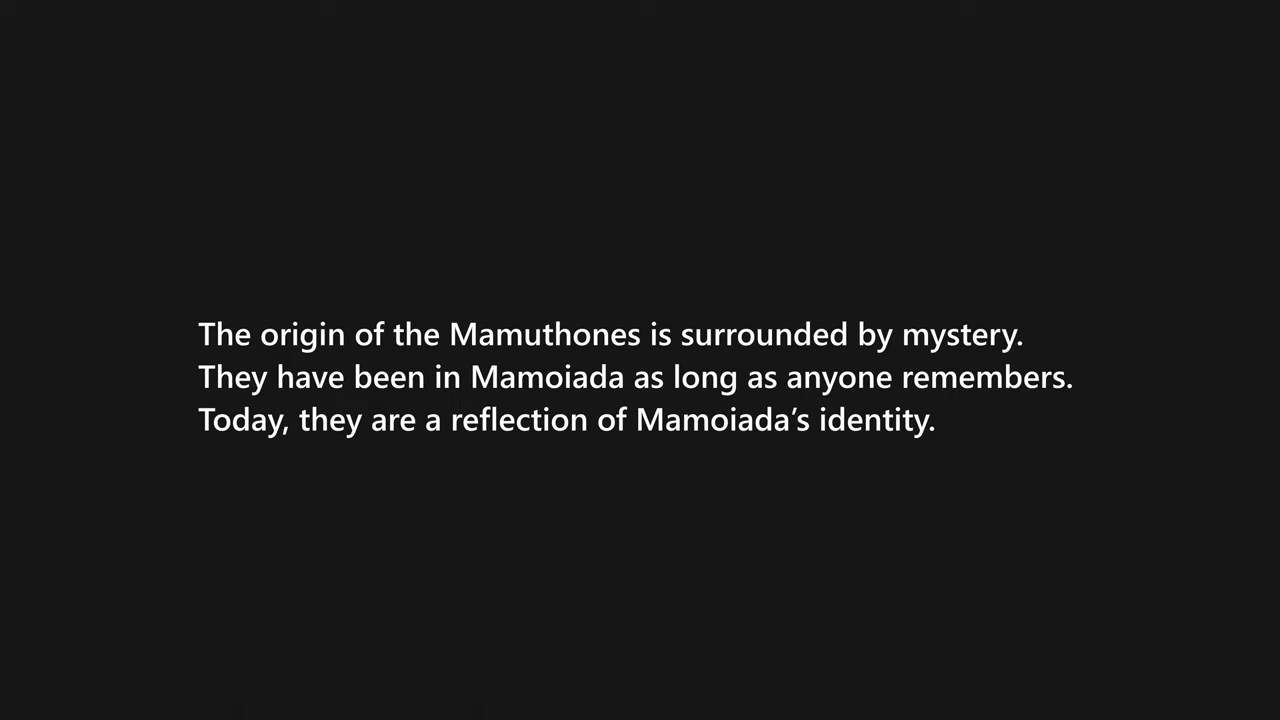 The origin of the Mamuthones is surrounded by mystery.
They have been in Mamoiada as long as anyone remembers.
Today, they are a reflection of Mamoiada’s identity.